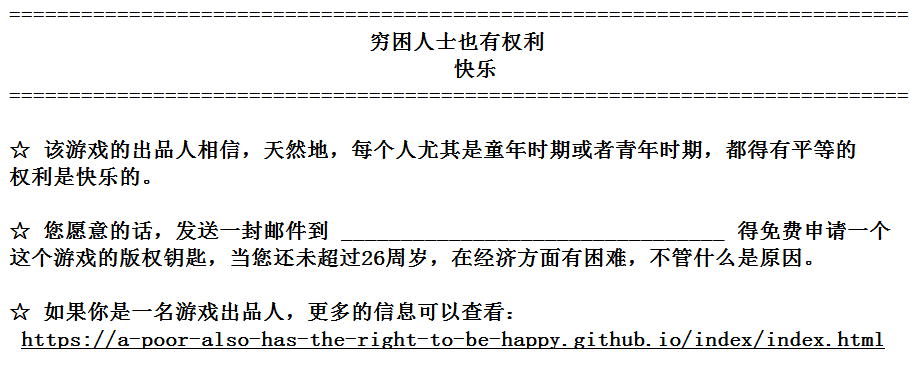 ===========================================================================
穷困人士也有权利
快乐
===========================================================================
☆ 该游戏的出品人相信，天然地，每个人尤其是童年时期或者青年时期，都得有平等的
权利是快乐的。
☆ 您愿意的话，发送一封邮件到 ________________________________ 得免费申请一个
这个游戏的版权钥匙，当您还未超过26周岁，在经济方面有困难，不管什么是原因。
☆ 如果你是一名游戏出品人，更多的信息可以查看：
https://a-poor-also-has-the-right-to-be-happy.github.io/index/index.html